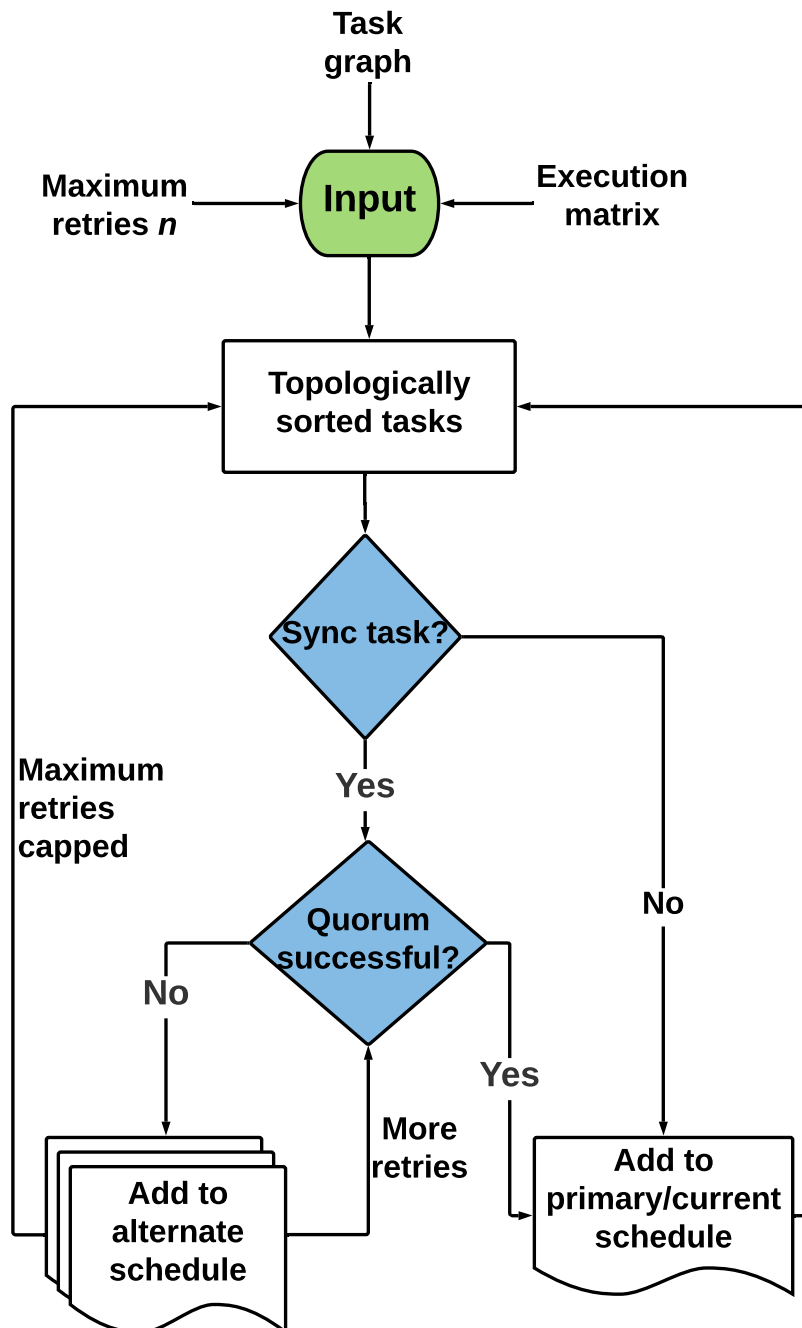 Task
graph
Maximum
retries n
Input
Execution
matrix
Topologically
sorted tasks
Sync task?
Yes
Maximum
retries
capped
Quorum
successful?
No
No
Yes
More
retries
Add to
alternate
schedule
Add to
primary/current
schedule